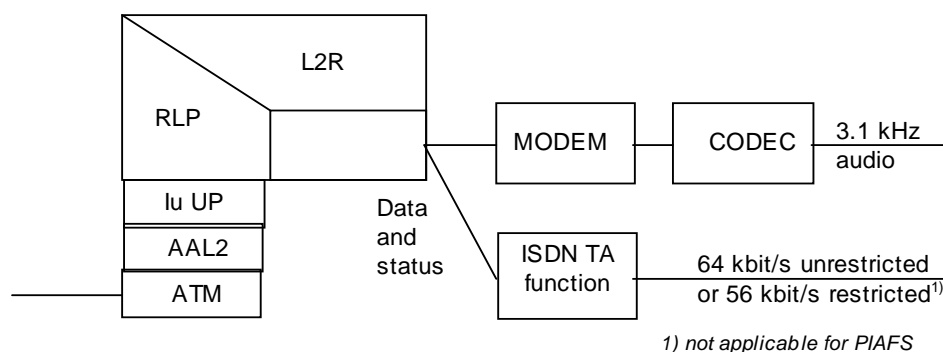 L2R
RLP
Iu UP
AAL2
ATM
Data
and
status
MODEM
CODEC
3.1 kHz
audio
ISDN TA
function
64 kbit/s unrestricted
or 56 kbit/s restricted1)
1) not applicable for PIAFS